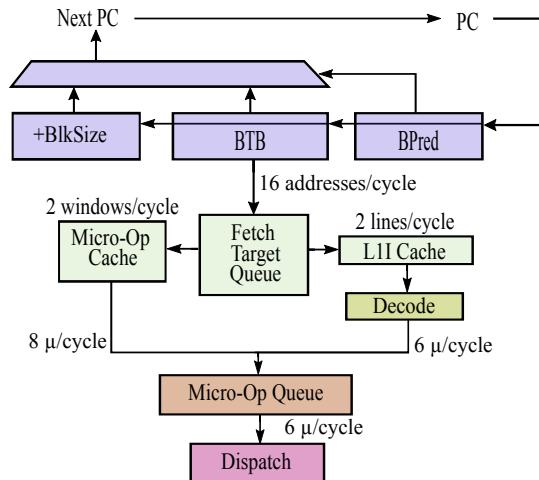 Next PC
PC
+BlkSize
BTB
BPred
16 addresses/cycle
2 windows/cycle
2 lines/cycle
Micro-Op
Cache
Fetch
Target
Queue
L1I Cache
Decode
8 µ/cycle
6 µ/cycle
Micro-Op Queue
6 µ/cycle
Dispatch